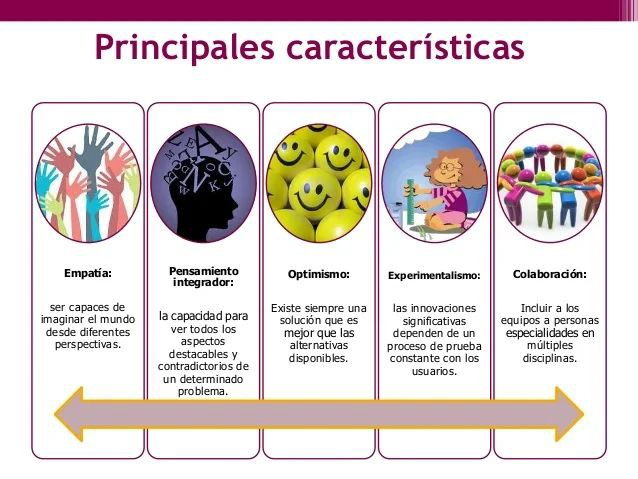 Principales características
Empatía:
ser capaces de
imaginar el mundo
desde diferentes
perspectivas.
Pensamiento
integrador:
la capacidad para
ver todos los
aspectos
destacables y
contradictorios de
un determinado
problema.
Optimismo:
Existe siempre una
solución que es
mejor que las
alternativas
disponibles.
Experimentalismo:
las innovaciones
significativas
dependen de un
proceso de prueba
constante con los
usuarios.
Colaboración:
Incluir a los
equipos a personas
especialidades en
múltiples
disciplinas.